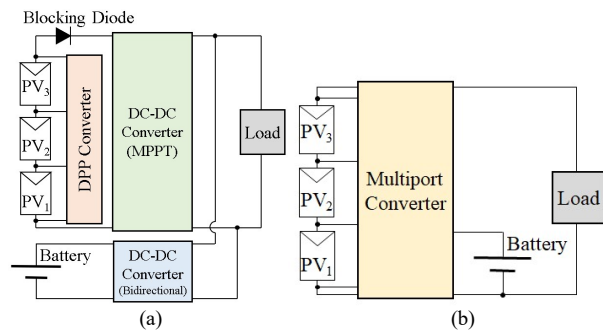 Blocking Diode
PV3
PV2
PV1
DPP Converter
DC-DC
Converter
(MPPT)
Load
Battery
DC-DC
Converter
(Bidirectional)
(a)
PV3
PV2
PV1
Multiport
Converter
Load
Battery
(b)